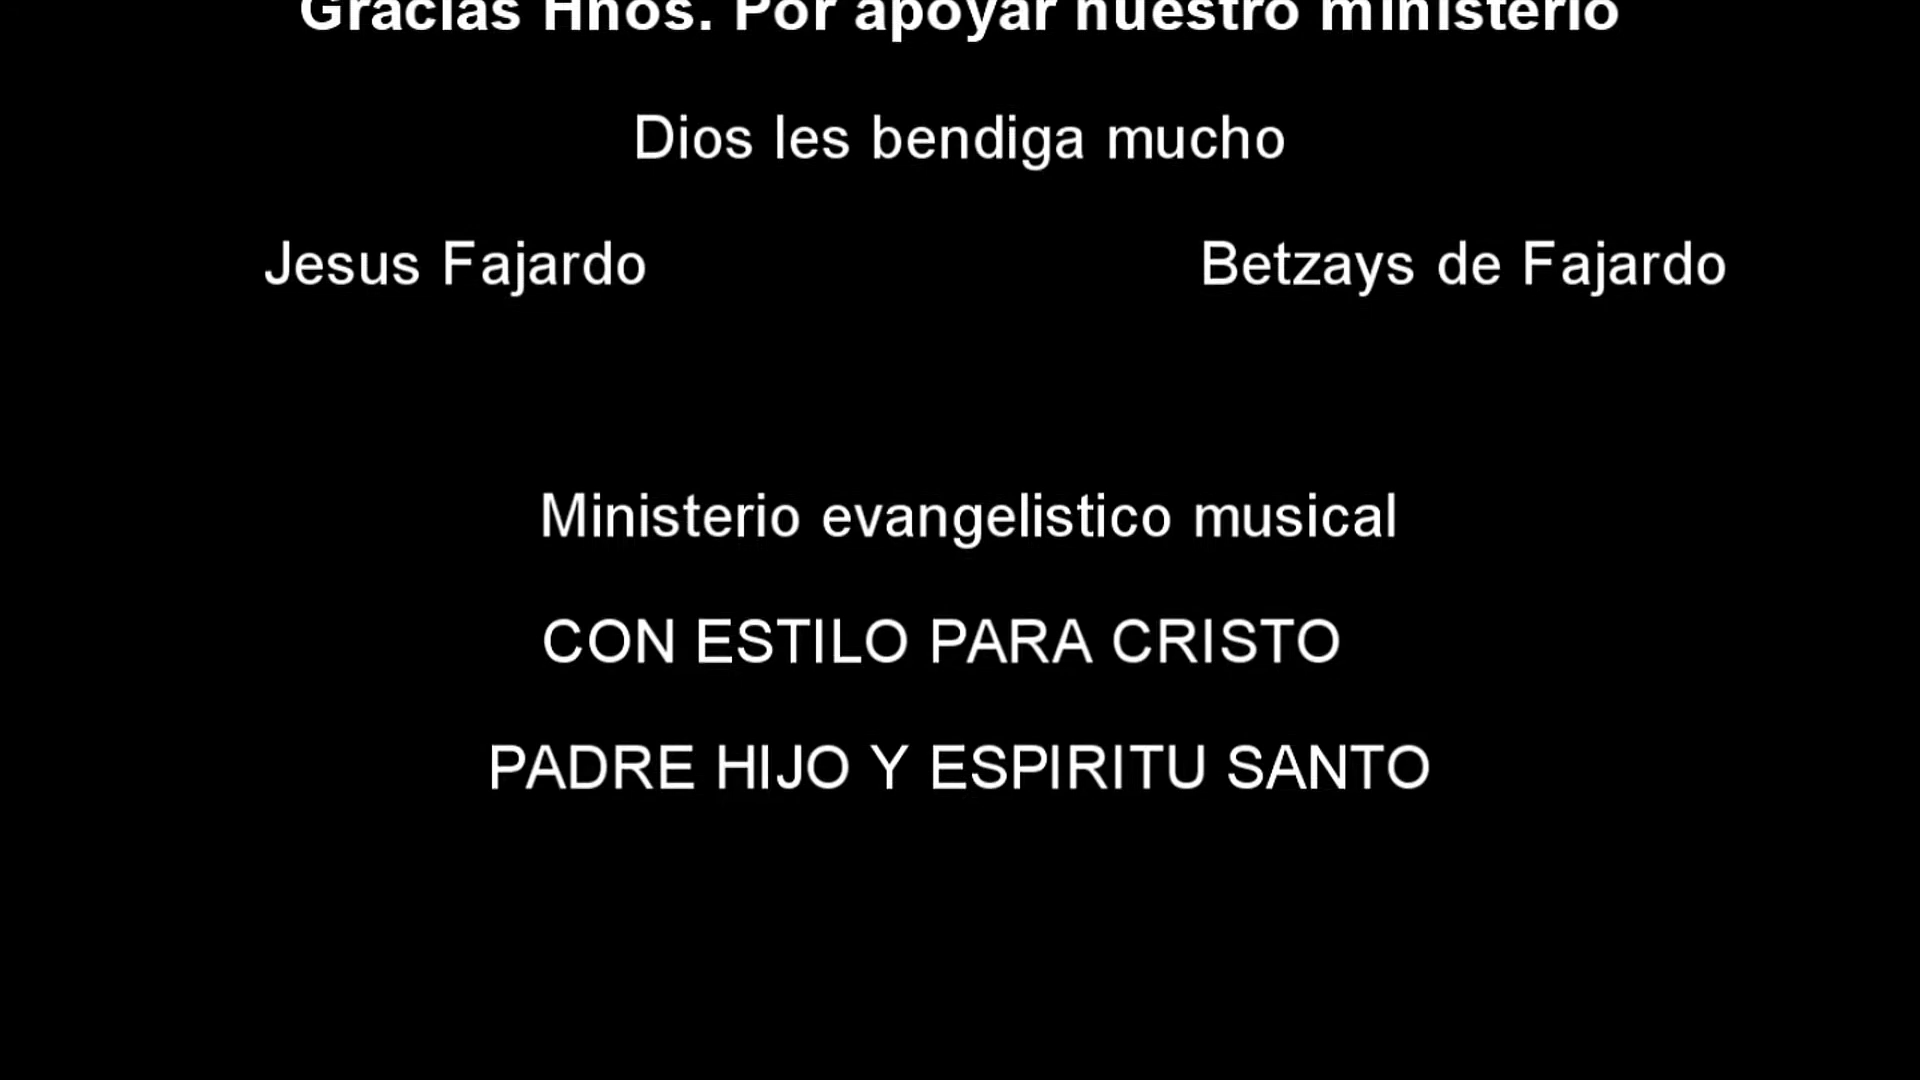 Gracias Hnos. Por apoyar nuestro ministerio
Dios les bendiga mucho
Jesus Fajardo Betzays de Fajardo
Ministerio evangelistico musical
CON ESTILO PARA CRISTO
PADRE HIJO Y ESPIRITU SANTO